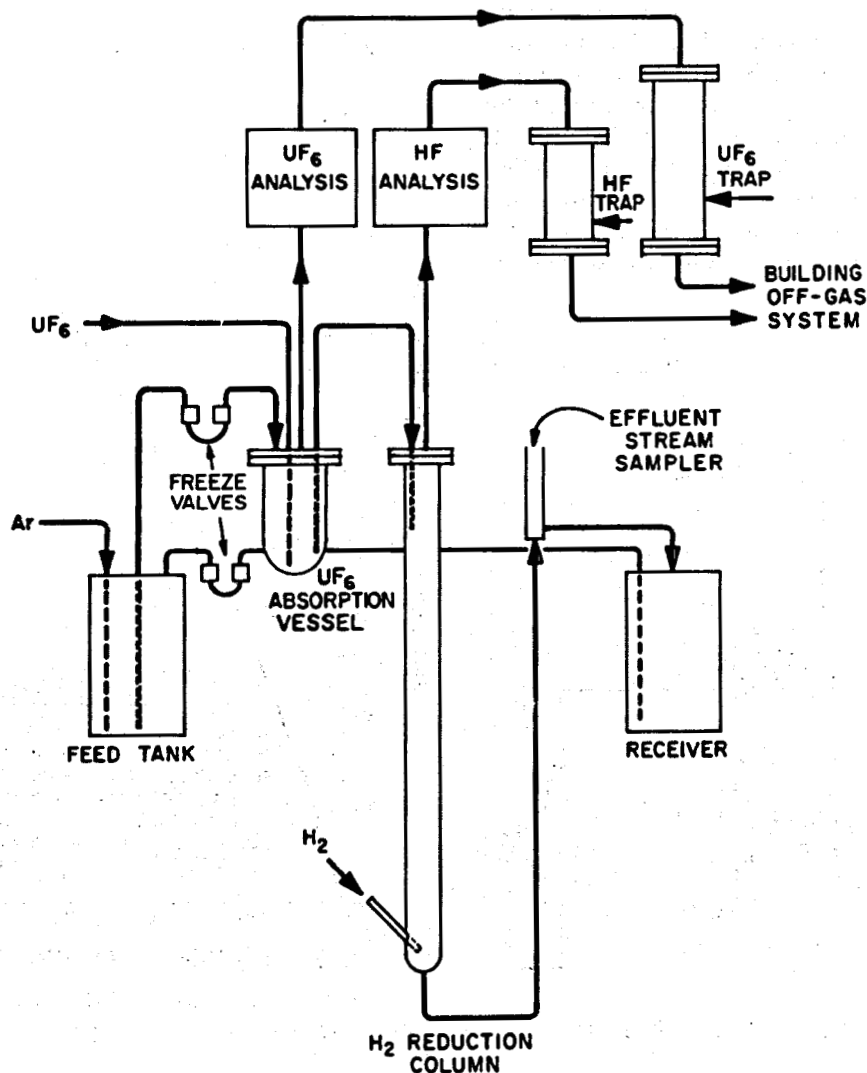 UF6
ANALYSIS
HF
ANALYSIS
UF6
TRAP
HF
TRAP
BUILDING
OFF-GAS
SYSTEM
UF6
EFFLUENT
STREAM
SAMPLER
FREEZE
VALVES
Ar
UF6
ABSORPTION
VESSEL
FEED TANK
RECEIVER
H2
H2 REDUCTION
COLUMN